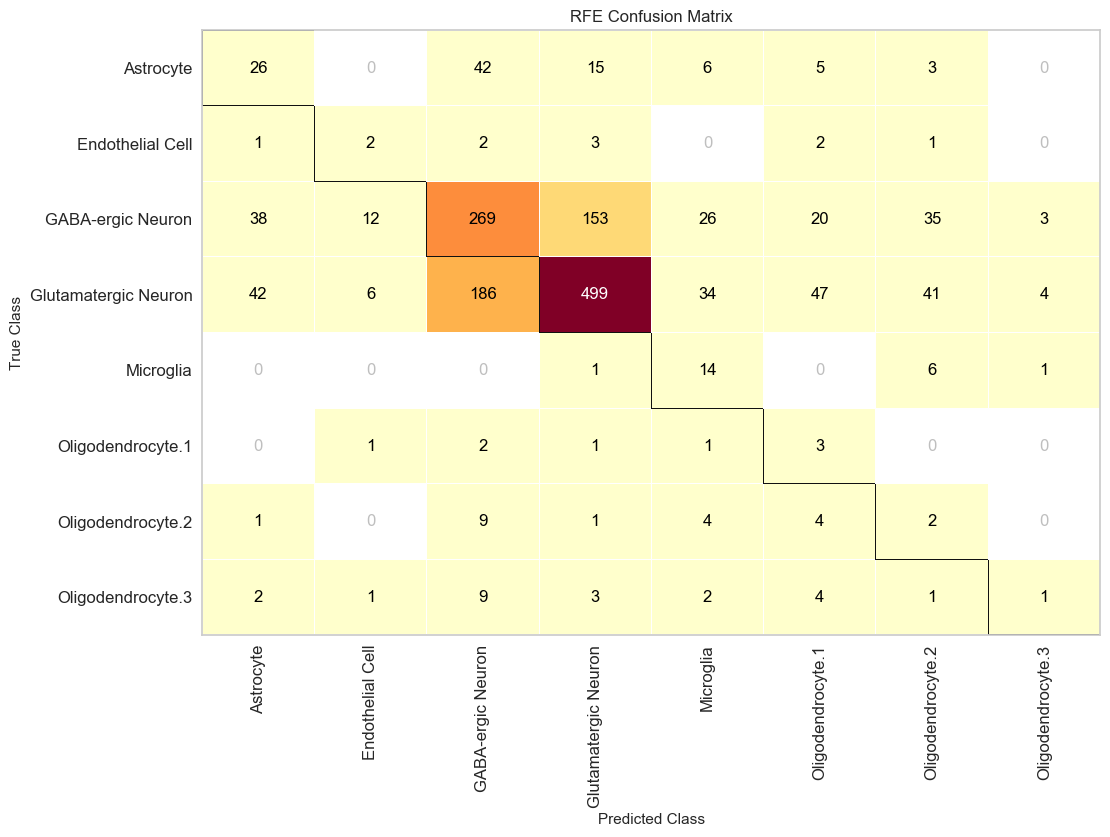 RFE Confusion Matrix
True Class
Astrocyte 26 0 42 15 6 5 3 0
Endothelial Cell 1 2 2 3 0 2 1 0
GABA-ergic Neuron 38 12 269 153 26 20 35 3
Glutamatergic Neuron 42 6 186 499 34 47 41 4
Microglia 0 0 0 1 14 0 6 1
Oligodendrocyte.1 0 1 2 1 1 3 0 0
Oligodendrocyte.2 1 0 9 1 4 4 2 0
Oligodendrocyte.3 2 1 9 3 2 4 1 1
Astrocyte
Endothelial Cell
GABA-ergic Neuron
Glutamatergic Neuron
Microglia
Oligodendrocyte.1
Oligodendrocyte.2
Oligodendrocyte.3
Predicted Class